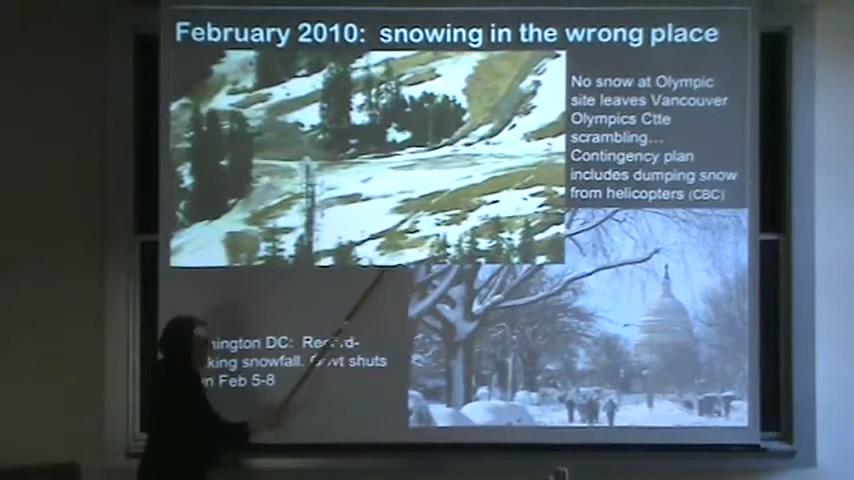 February 2010: snowing in the wrong place
No snow at Olympic
site leaves Vancouver
Olympics Ctte
scrambling...
Contingency plan
includes dumping snow
from helicopters (CBC)
DC:
snowfall. Govt shuts
Feb 5-8